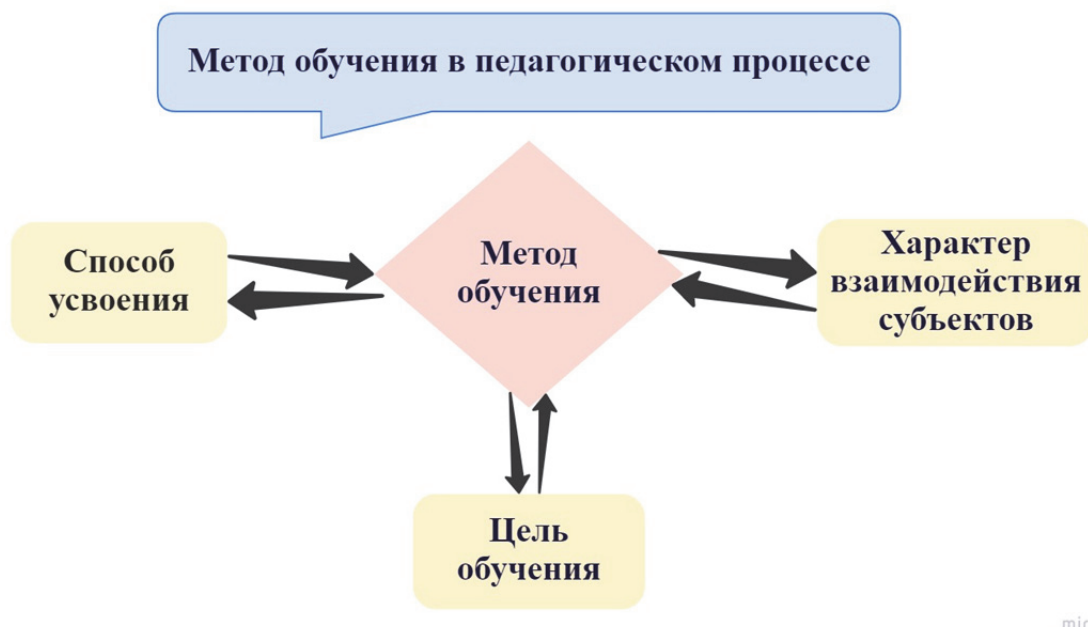 Метод обучения в педагогическом процессе
Способ
усвоения
Метод
обучения
Характер
взаимодействия
субъектов
Цель
обучения